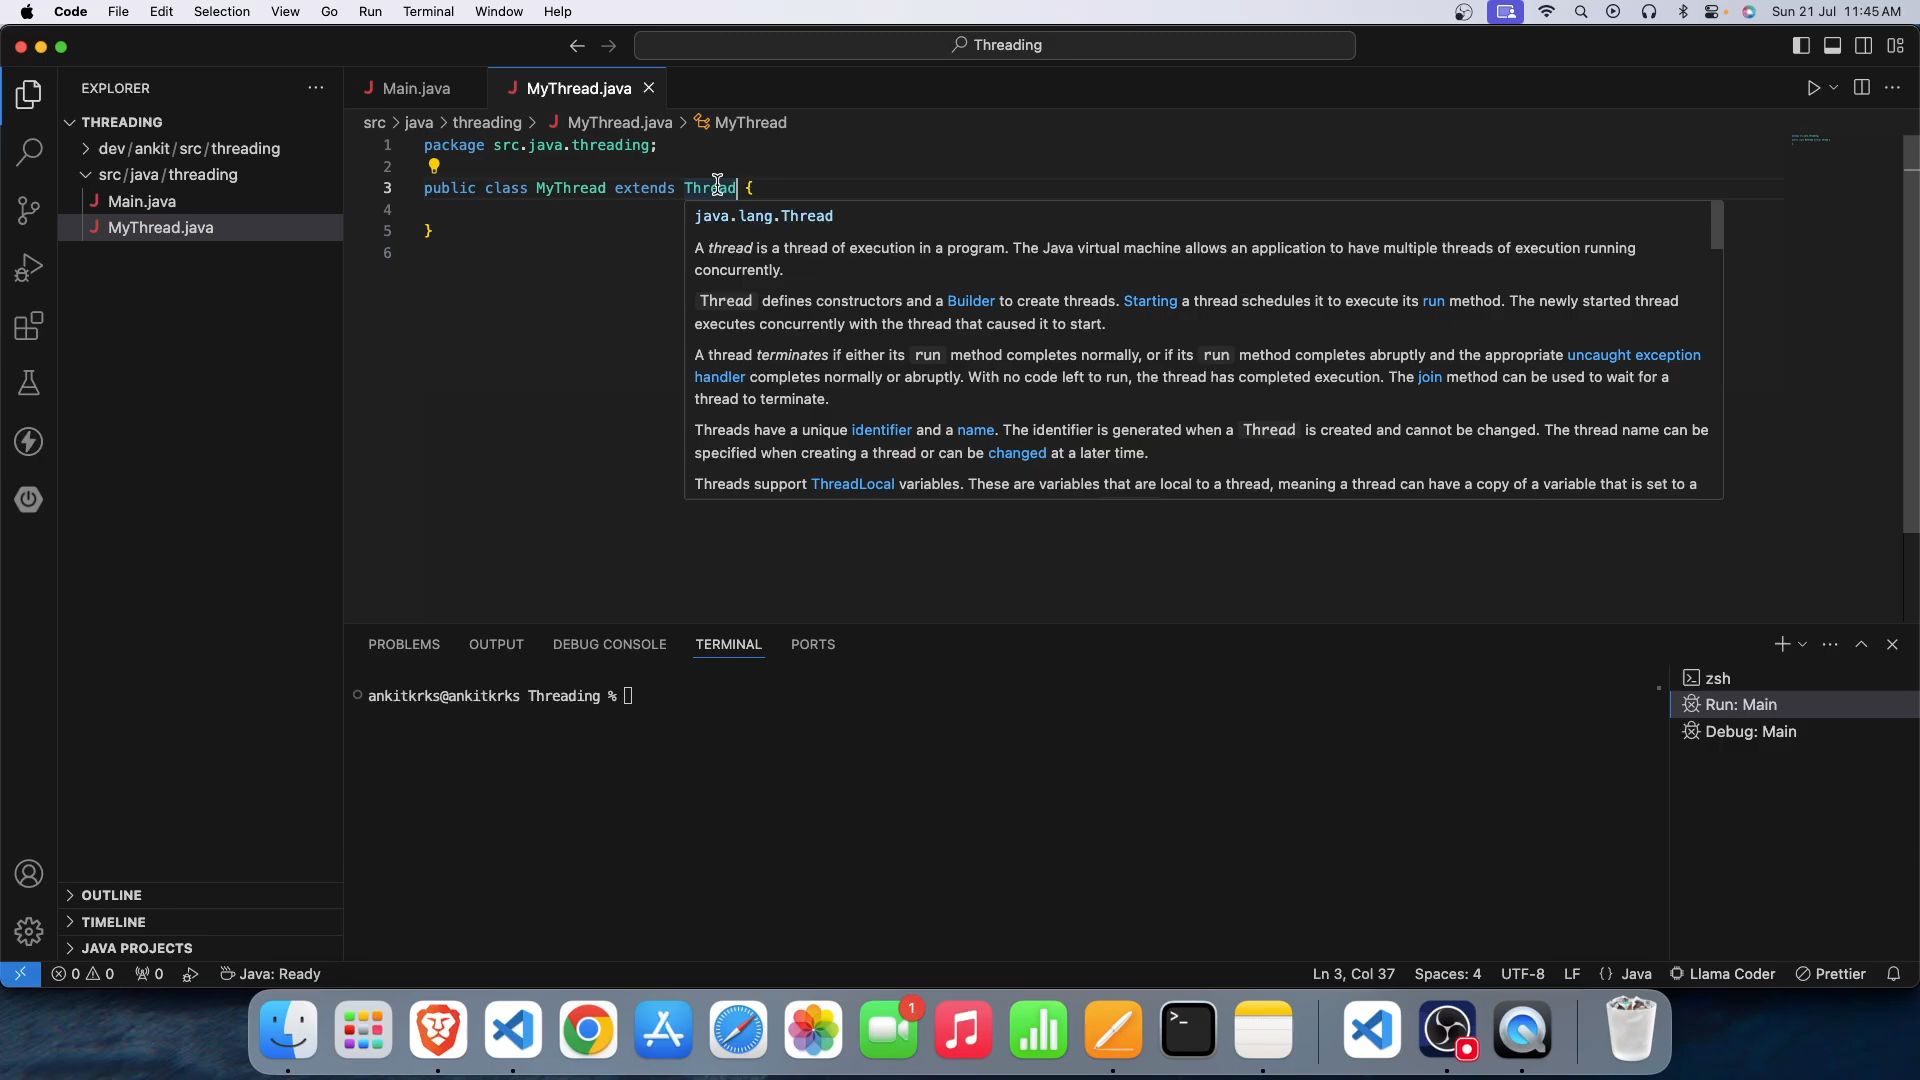 Code File Edit Selection View Go Run Terminal Window Help Sun 21 Jul 11:45 AM
Threading
EXPLORER
Main.java MyThread.java
THREADING
src > java > threading > MyThread.java > MyThread
dev/ankit/src/threading
src/java/threading
Main.java
MyThread.java
1 package src.java.threading;
2
3 public class MyThread extends Thread {
4
5 }
6
java.lang.Thread
A thread is a thread of execution in a program. The Java virtual machine allows an application to have multiple threads of execution running
concurrently.
Thread defines constructors and a Builder to create threads. Starting a thread schedules it to execute its run method. The newly started thread
executes concurrently with the thread that caused it to start.
A thread terminates if either its run method completes normally, or if its run method completes abruptly and the appropriate uncaught exception
handler completes normally or abruptly. With no code left to run, the thread has completed execution. The join method can be used to wait for a
thread to terminate.
Threads have a unique identifier and a name. The identifier is generated when a Thread is created and cannot be changed. The thread name can be
specified when creating a thread or can be changed at a later time.
Threads support ThreadLocal variables. These are variables that are local to a thread, meaning a thread can have a copy of a variable that is set to a
PROBLEMS OUTPUT DEBUG CONSOLE TERMINAL PORTS
ankitkrks@ankitkrks Threading %
zsh
Run: Main
Debug: Main
OUTLINE
TIMELINE
JAVA PROJECTS
0 0 0 Java: Ready Ln 3, Col 37 Spaces: 4 UTF-8 LF {} Java Llama Coder Prettier
1